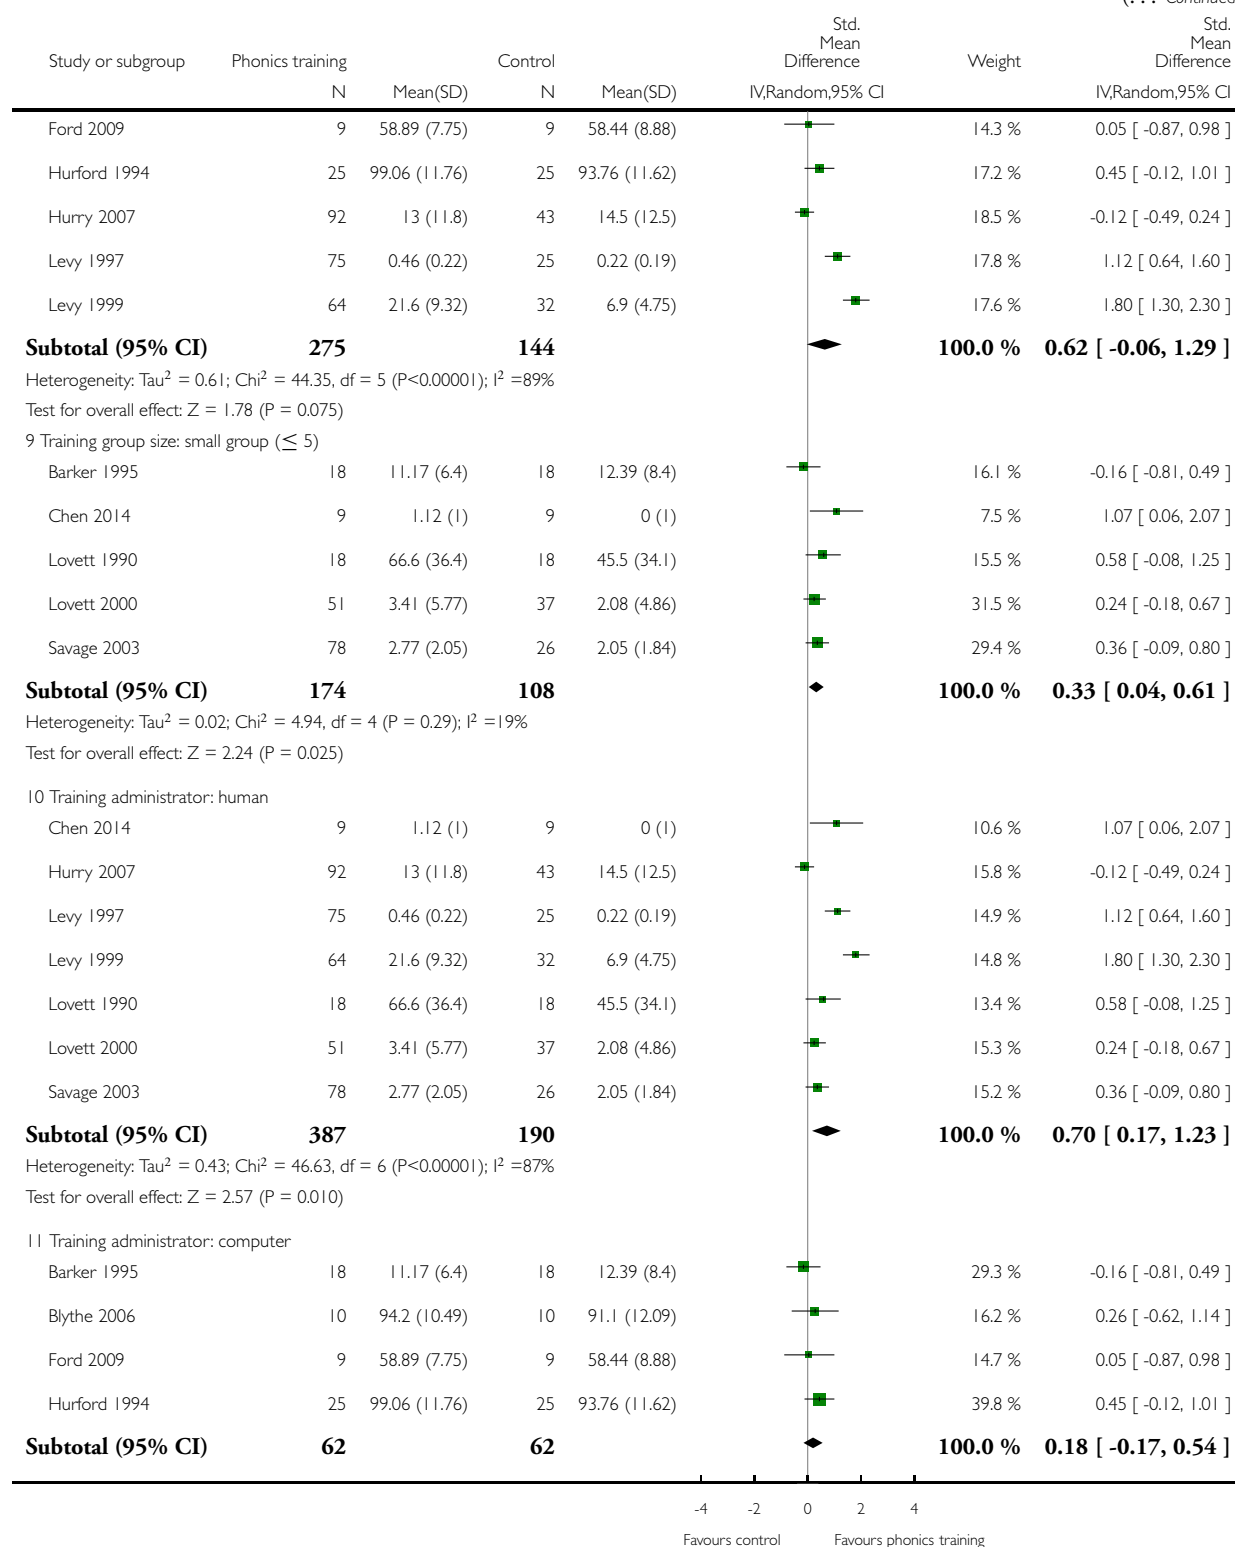 (. . . Continued
Std. Mean Difference Std. Mean Difference
Study or subgroup Phonics training Control Weight
N Mean(SD) N Mean(SD) IV,Random,95% CI IV,Random,95% CI
Ford 2009 9 58.89 (7.75) 9 58.44 (8.88) 14.3 % 0.05 [ -0.87, 0.98 ]
Hurford 1994 25 99.06 (11.76) 25 93.76 (11.62) 17.2 % 0.45 [ -0.12, 1.01 ]
Hurry 2007 92 13 (11.8) 43 14.5 (12.5) 18.5 % -0.12 [ -0.49, 0.24 ]
Levy 1997 75 0.46 (0.22) 25 0.22 (0.19) 17.8 % 1.12 [ 0.64, 1.60 ]
Levy 1999 64 21.6 (9.32) 32 6.9 (4.75) 17.6 % 1.80 [ 1.30, 2.30 ]
Subtotal (95% CI) 275 144 100.0 % 0.62 [ -0.06, 1.29 ]
Heterogeneity: Tau² = 0.61; Chi² = 44.35, df = 5 (P<0.00001); I² =89%
Test for overall effect: Z = 1.78 (P = 0.075)
9 Training group size: small group (≤ 5)
Barker 1995 18 11.17 (6.4) 18 12.39 (8.4) 16.1 % -0.16 [ -0.81, 0.49 ]
Chen 2014 9 1.12 (1) 9 0 (1) 7.5 % 1.07 [ 0.06, 2.07 ]
Lovett 1990 18 66.6 (36.4) 18 45.5 (34.1) 15.5 % 0.58 [ -0.08, 1.25 ]
Lovett 2000 51 3.41 (5.77) 37 2.08 (4.86) 31.5 % 0.24 [ -0.18, 0.67 ]
Savage 2003 78 2.77 (2.05) 26 2.05 (1.84) 29.4 % 0.36 [ -0.09, 0.80 ]
Subtotal (95% CI) 174 108 100.0 % 0.33 [ 0.04, 0.61 ]
Heterogeneity: Tau² = 0.02; Chi² = 4.94, df = 4 (P = 0.29); I² =19%
Test for overall effect: Z = 2.24 (P = 0.025)
10 Training administrator: human
Chen 2014 9 1.12 (1) 9 0 (1) 10.6 % 1.07 [ 0.06, 2.07 ]
Hurry 2007 92 13 (11.8) 43 14.5 (12.5) 15.8 % -0.12 [ -0.49, 0.24 ]
Levy 1997 75 0.46 (0.22) 25 0.22 (0.19) 14.9 % 1.12 [ 0.64, 1.60 ]
Levy 1999 64 21.6 (9.32) 32 6.9 (4.75) 14.8 % 1.80 [ 1.30, 2.30 ]
Lovett 1990 18 66.6 (36.4) 18 45.5 (34.1) 13.4 % 0.58 [ -0.08, 1.25 ]
Lovett 2000 51 3.41 (5.77) 37 2.08 (4.86) 15.3 % 0.24 [ -0.18, 0.67 ]
Savage 2003 78 2.77 (2.05) 26 2.05 (1.84) 15.2 % 0.36 [ -0.09, 0.80 ]
Subtotal (95% CI) 387 190 100.0 % 0.70 [ 0.17, 1.23 ]
Heterogeneity: Tau² = 0.43; Chi² = 46.63, df = 6 (P<0.00001); I² =87%
Test for overall effect: Z = 2.57 (P = 0.010)
11 Training administrator: computer
Barker 1995 18 11.17 (6.4) 18 12.39 (8.4) 29.3 % -0.16 [ -0.81, 0.49 ]
Blythe 2006 10 94.2 (10.49) 10 91.1 (12.09) 16.2 % 0.26 [ -0.62, 1.14 ]
Ford 2009 9 58.89 (7.75) 9 58.44 (8.88) 14.7 % 0.05 [ -0.87, 0.98 ]
Hurford 1994 25 99.06 (11.76) 25 93.76 (11.62) 39.8 % 0.45 [ -0.12, 1.01 ]
Subtotal (95% CI) 62 62 100.0 % 0.18 [ -0.17, 0.54 ]
-4 -2 0 2 4
Favours control Favours phonics training